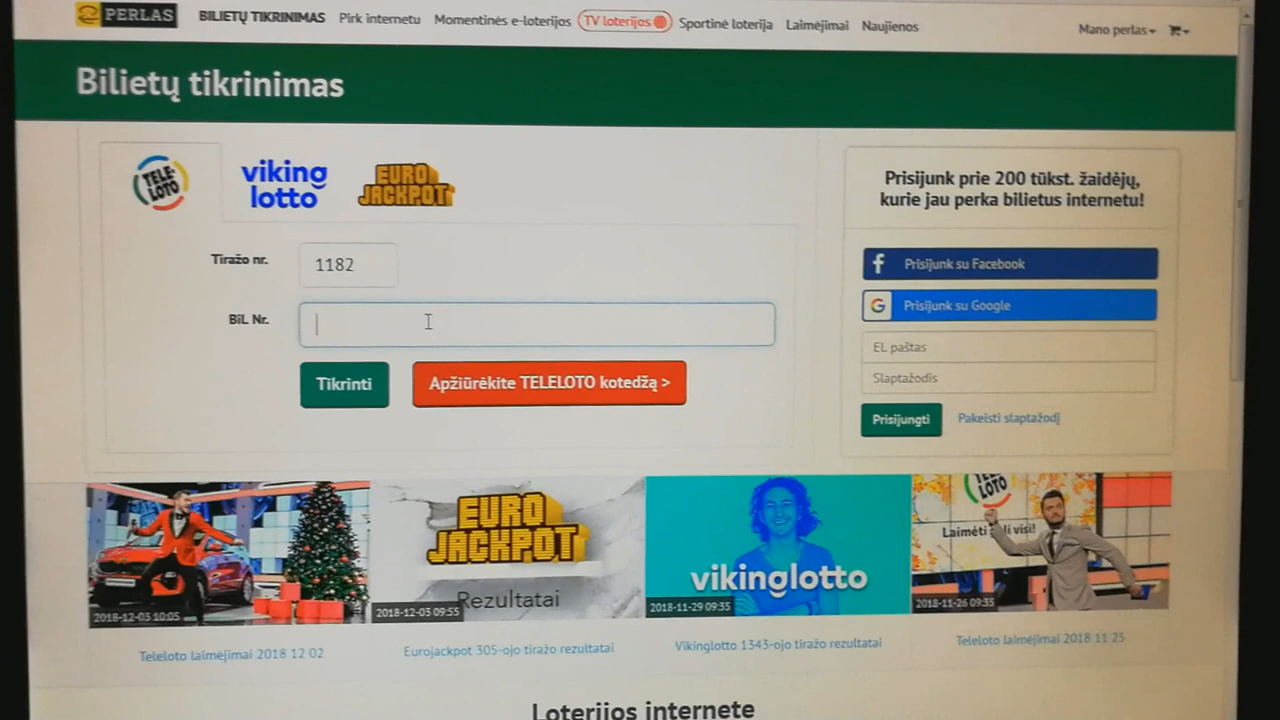 PERLAS
BILIETŲ TIKRINIMAS
Pirk internetu
Momentinės e-loterijos
TV loterijos
Sportinė loterija
Laimėjimai
Naujienos
Mano perlas
Bilietų tikrinimas
TELE-
LOTO
viking
lotto
EURO
JACKPOT
Tiražo nr.
1182
Bil. Nr.
Tikrinti
Apžiūrėkite TELELOTO kotedžą >
Prisijunk prie 200 tūkst. žaidėjų,
kurie jau perka bilietus internetu!
f Prisijunk su Facebook
G Prisijunk su Google
El. paštas
Slaptažodis
Prisijungti
Pakeisti slaptažodį
2018-12-03 10:05
EURO
JACKPOT
Rezultatai
2018-12-03 09:55
vikinglotto
2018-11-29 09:35
LOTO
Laimėti
li visi!
2018-11-26 09:35
Teleloto laimėjimai 2018 12 02
Eurojackpot 305-ojo tiražo rezultatai
Vikinglotto 1343-ojo tiražo rezultatai
Teleloto laimėjimai 2018 11 25
Loterijos internete